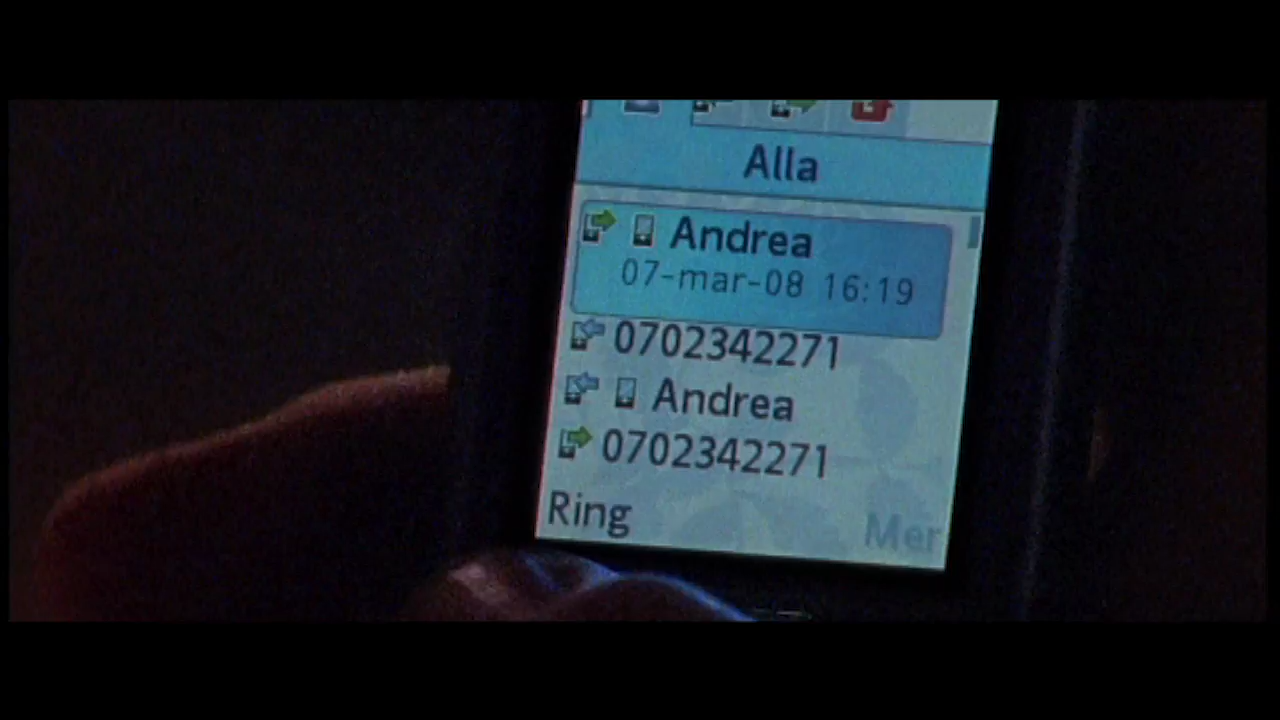 Alla
Andrea
07-mar-08 16:19
0702342271
Andrea
0702342271
Ring
Mer